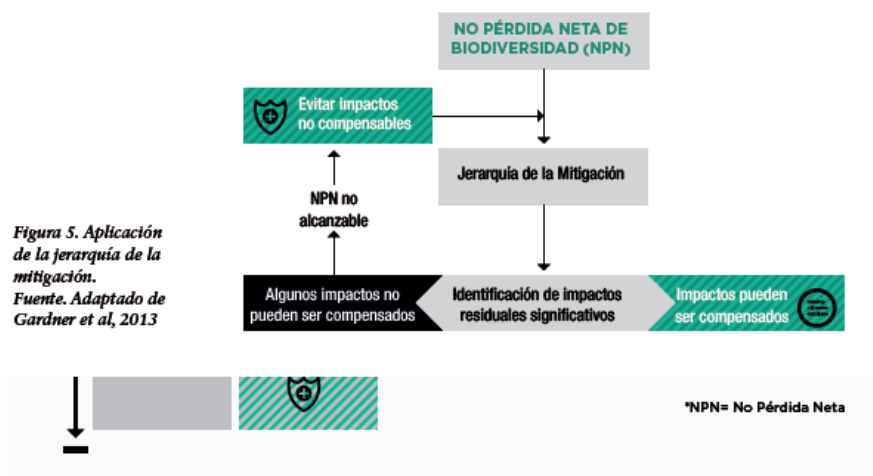 NO PÉRDIDA NETA DE
BIODIVERSIDAD (NPN)
Evitar impactos
no compensables
Jerarquía de la Mitigación
NPN no
alcanzable
Figura 5. Aplicación
de la jerarquía de la
mitigación.
Fuente. Adaptado de
Gardner et al, 2013
Algunos impactos no
pueden ser compensados
Identificación de impactos
residuales significativos
Impactos pueden
ser compensados
*NPN= No Pérdida Neta